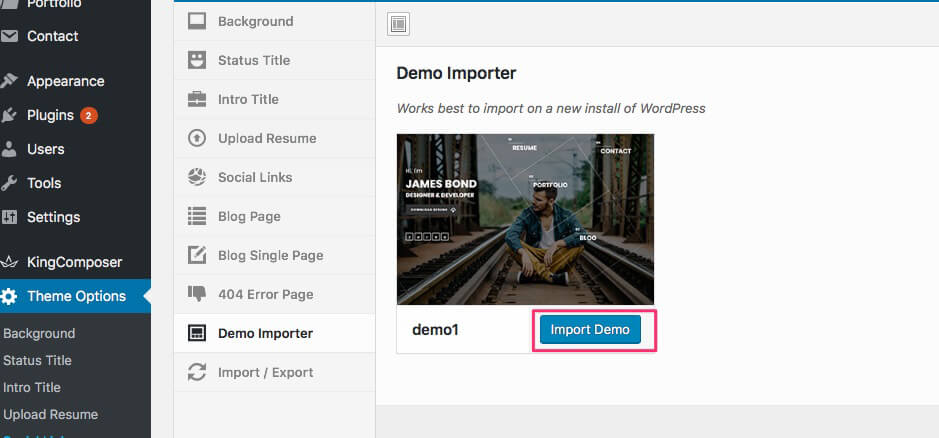 Portfolio
Contact
Appearance
Plugins 2
Users
Tools
Settings
KingComposer
Theme Options
Background
Status Title
Intro Title
Upload Resume
Background
Status Title
Intro Title
Upload Resume
Social Links
Blog Page
Blog Single Page
404 Error Page
Demo Importer
Import / Export
Demo Importer
Works best to import on a new install of WordPress
RESUME
CONTACT
Hi, I'm
JAMES BOND
DESIGNER & DEVELOPER
PORTFOLIO
DOWNLOAD RESUME
BLOG
demo1
Import Demo